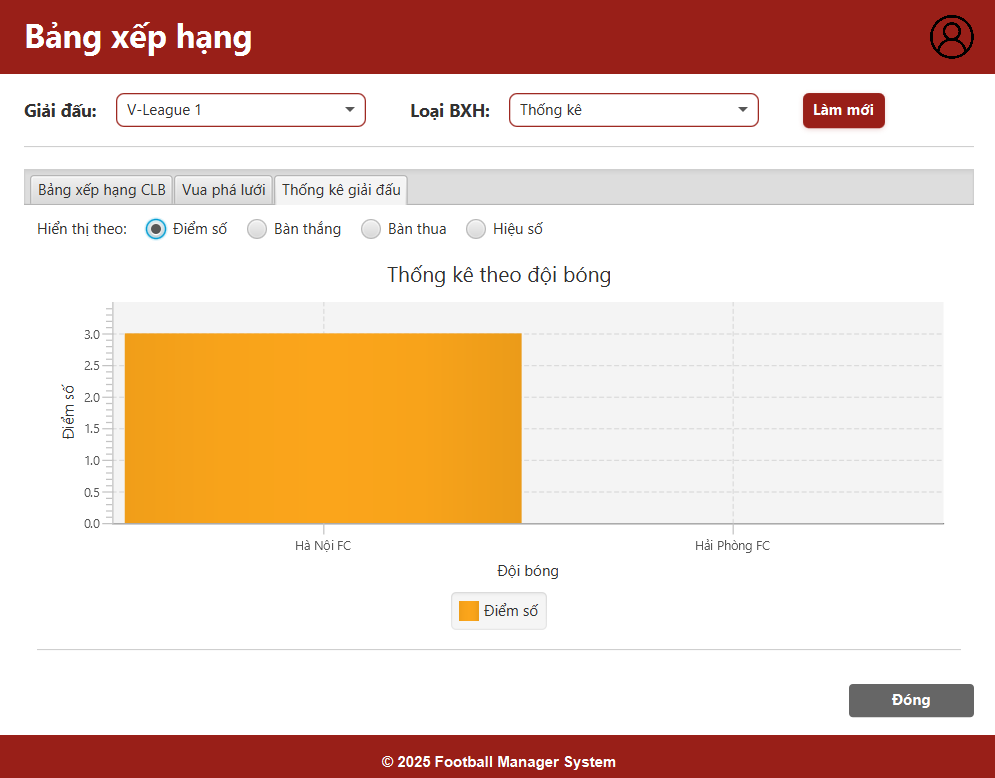 Bảng xếp hạng
Giải đấu: V-League 1 Loại BXH: Thống kê Làm mới
Bảng xếp hạng CLB Vua phá lưới Thống kê giải đấu
Hiển thị theo: Điểm số Bàn thắng Bàn thua Hiệu số
Thống kê theo đội bóng
3.0
2.5
2.0
1.5
1.0
0.5
0.0
Điểm số
Hà Nội FC Hải Phòng FC
Đội bóng
Điểm số
Đóng
© 2025 Football Manager System